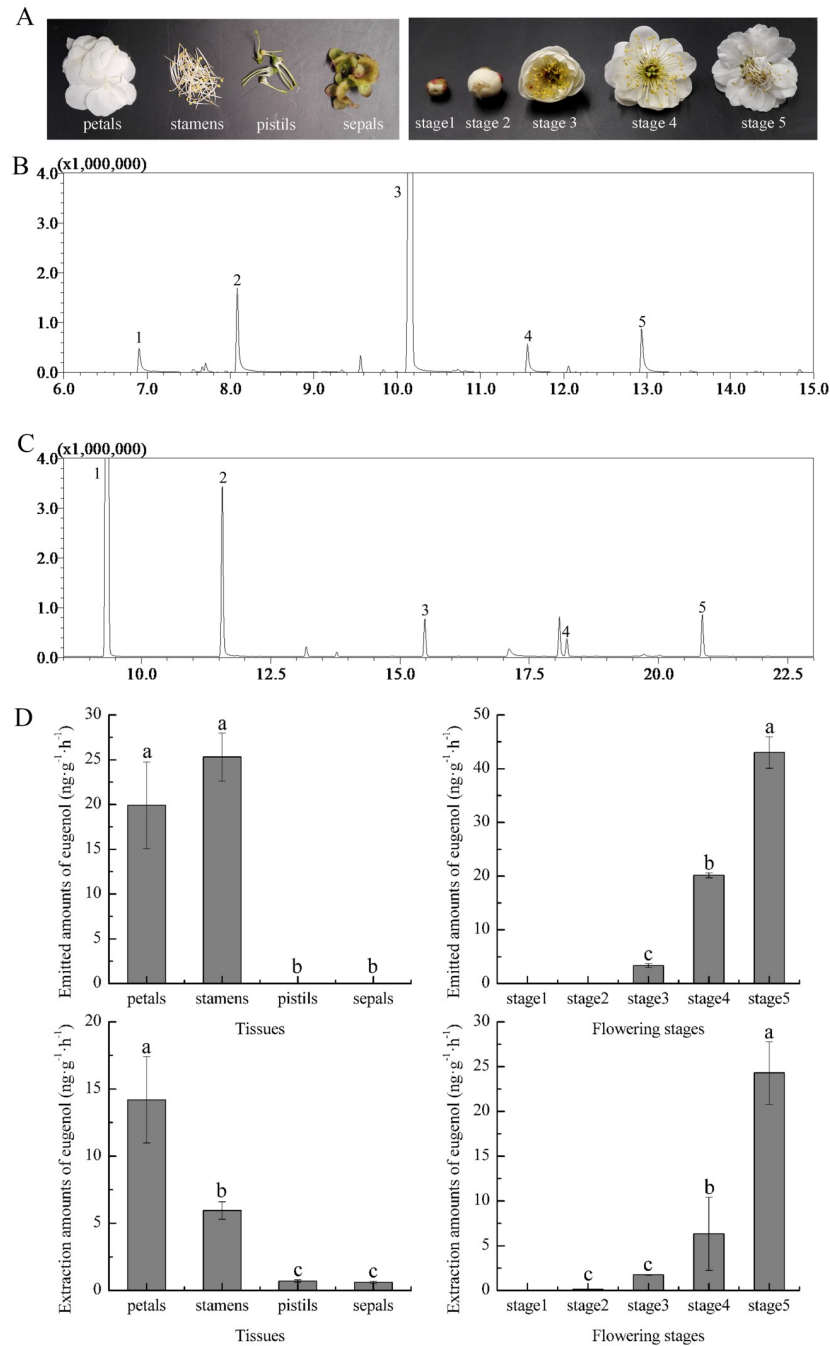 A
petals stamens pistils sepals
stage1 stage 2 stage 3 stage 4 stage 5
B
(x1,000,000)
4.0
3.0
2.0
1.0
0.0
1
2
3
4
5
6.0 7.0 8.0 9.0 10.0 11.0 12.0 13.0 14.0 15.0
C
(x1,000,000)
4.0
3.0
2.0
1.0
0.0
1
2
3
4
5
10.0 12.5 15.0 17.5 20.0 22.5
D
Emitted amounts of eugenol (ng·g⁻¹·h⁻¹)
30
25
20
15
10
5
0
a
a
b
b
petals stamens pistils sepals
Tissues
Emitted amounts of eugenol (ng·g⁻¹·h⁻¹)
50
40
30
20
10
0
c
b
a
stage1 stage2 stage3 stage4 stage5
Flowering stages
Extraction amounts of eugenol (ng·g⁻¹·h⁻¹)
20
15
10
5
0
a
b
c
c
petals stamens pistils sepals
Tissues
Extraction amounts of eugenol (ng·g⁻¹·h⁻¹)
30
25
20
15
10
5
0
c
c
b
a
stage1 stage2 stage3 stage4 stage5
Flowering stages